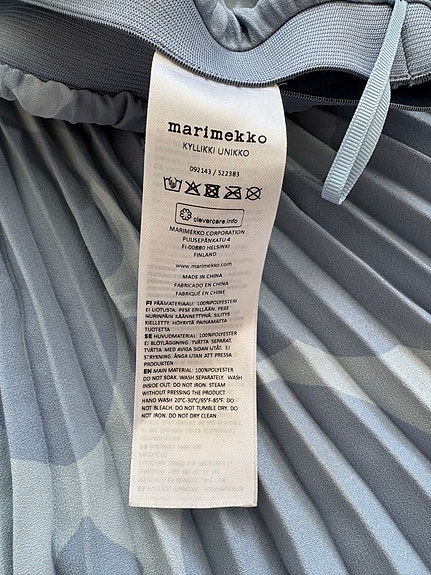 marimekko
KYLLIKKI UNIKKO
092143 / 522383
clevercare.info
MARIMEKKO CORPORATION
PUUSEPÄNKATU 4
FI-00880 HELSINKI
FINLAND
www.marimekko.com
MADE IN CHINA
FABRICADO EN CHINA
FABRIQUÉ EN CHINE
FI PÄÄMATERIAALI: 100%POLYESTERI
EI LIOTUSTA. PESE ERILLÄÄN. PESE
NURINPÄIN KÄÄNNETTYNÄ. SILITYS
KIELLETTY. HÖYRYTÄ PAINAMATTA
TUOTETTA
SE HUVUDMATERIAL: 100%POLYESTER
EJ BLÖTLÄGGNING. TVÄTTA SEPARAT.
TVÄTTA MED AVIGA SIDAN UTÅT. EJ
STRYKNING. ÅNGA UTAN ATT PRESSA
PRODUKTEN
EN MAIN MATERIAL: 100%POLYESTER
DO NOT SOAK. WASH SEPARATELY. WASH
INSIDE OUT. DO NOT IRON. STEAM
WITHOUT PRESSING THE PRODUCT
HAND WASH 20°C-30°C/65°F-85°F. DO
NOT BLEACH. DO NOT TUMBLE DRY. DO
NOT IRON. DO NOT DRY CLEAN